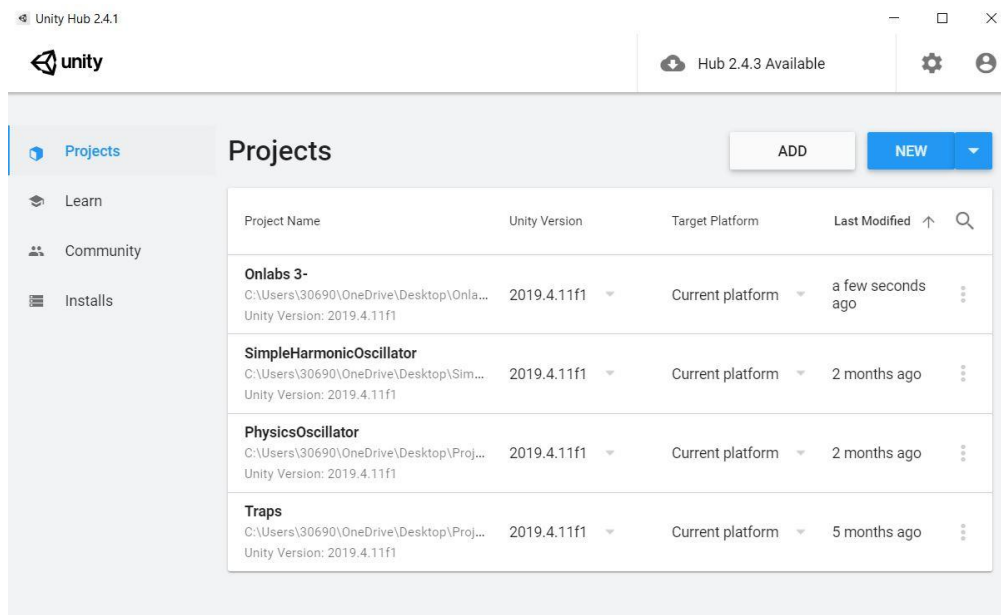 Unity Hub 2.4.1
unity
Hub 2.4.3 Available
Projects
Learn
Community
Installs
Projects
ADD
NEW
Project Name Unity Version Target Platform Last Modified
Onlabs 3-
C:\Users\30690\OneDrive\Desktop\Onla...
Unity Version: 2019.4.11f1
2019.4.11f1
Current platform
a few seconds
ago
SimpleHarmonicOscillator
C:\Users\30690\OneDrive\Desktop\Sim...
Unity Version: 2019.4.11f1
2019.4.11f1
Current platform
2 months ago
PhysicsOscillator
C:\Users\30690\OneDrive\Desktop\Proj...
Unity Version: 2019.4.11f1
2019.4.11f1
Current platform
2 months ago
Traps
C:\Users\30690\OneDrive\Desktop\Proj...
Unity Version: 2019.4.11f1
2019.4.11f1
Current platform
5 months ago